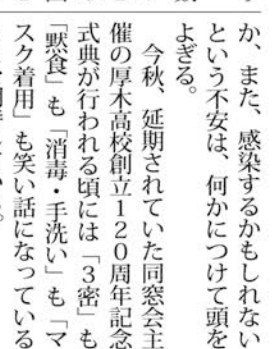 か、また、感染するかもしれない
という不安は、何かにつけて頭を
よぎる。
今秋、延期されていた同窓会主
催の厚木高校創立120周年記念
式典が行われる頃には「3密」も
「黙食」も「消毒・手洗い」も「マ
スク着用」も笑い話になっている